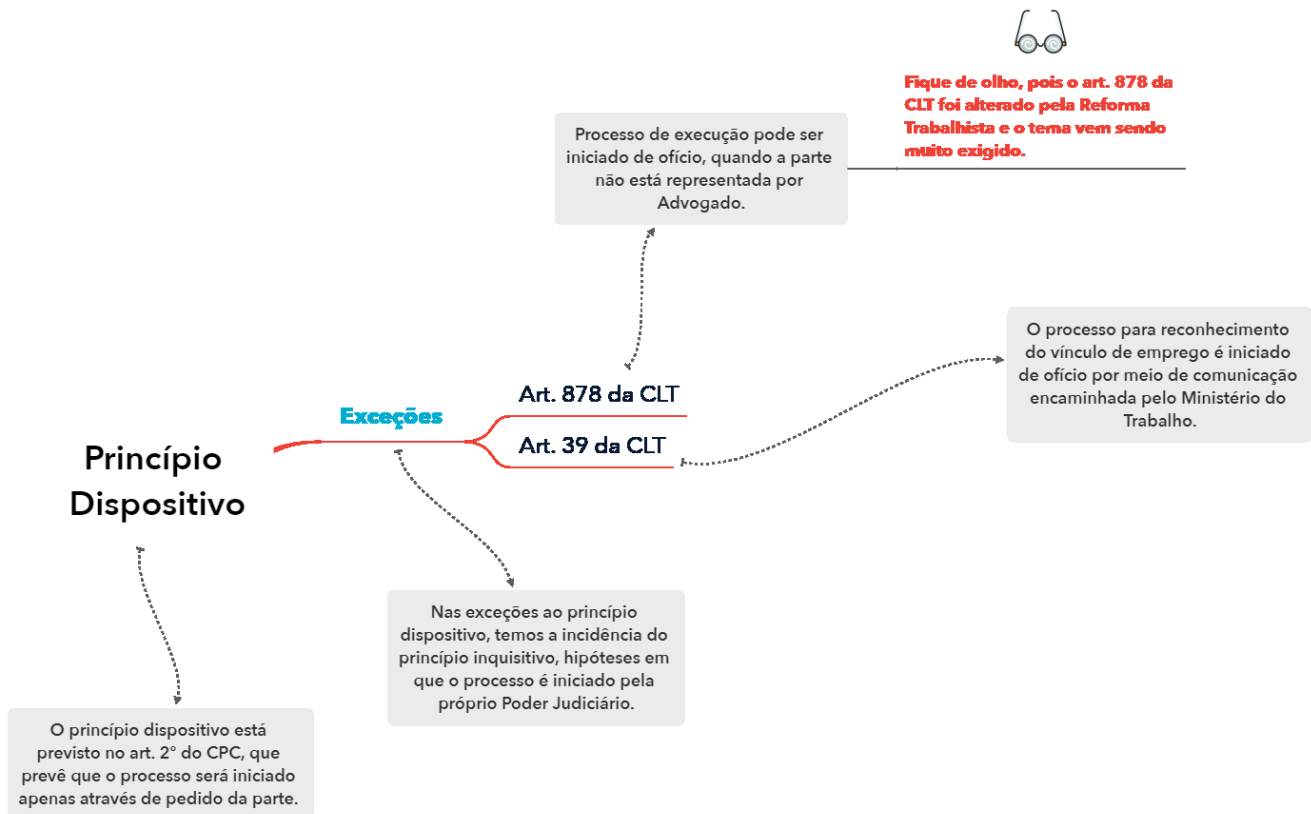 Fique de olho, pois o art. 878 da
CLT foi alterado pela Reforma
Trabalhista e o tema vem sendo
muito exigido.
Processo de execução pode ser
iniciado de ofício, quando a parte
não está representada por
Advogado.
O processo para reconhecimento
do vínculo de emprego é iniciado
de ofício por meio de comunicação
encaminhada pelo Ministério do
Trabalho.
Art. 878 da CLT
Exceções
Art. 39 da CLT
Princípio
Dispositivo
Nas exceções ao princípio
dispositivo, temos a incidência do
princípio inquisitivo, hipóteses em
que o processo é iniciado pela
próprio Poder Judiciário.
O princípio dispositivo está
previsto no art. 2° do CPC, que
prevê que o processo será iniciado
apenas através de pedido da parte.